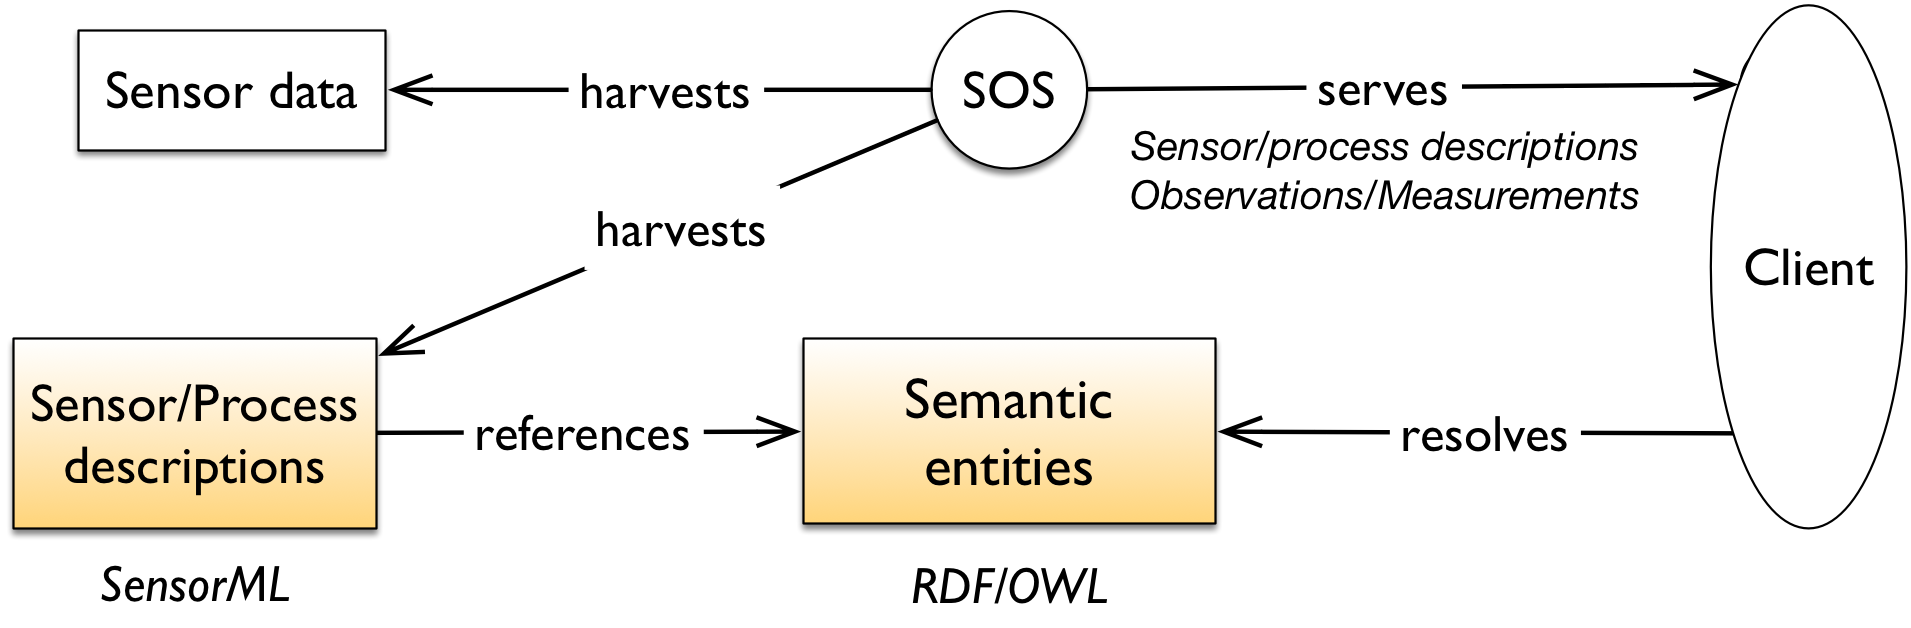 Sensor data
harvests
SOS
serves
Sensor/process descriptions
Observations/Measurements
harvests
Client
Sensor/Process
descriptions
references
Semantic
entities
resolves
SensorML
RDF/OWL